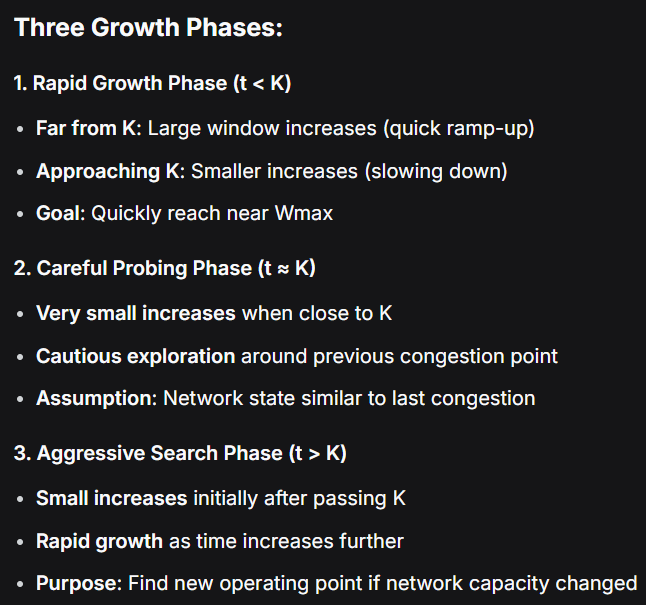 Three Growth Phases:
1. Rapid Growth Phase (t < K)
• Far from K: Large window increases (quick ramp-up)
• Approaching K: Smaller increases (slowing down)
• Goal: Quickly reach near Wmax
2. Careful Probing Phase (t ≈ K)
• Very small increases when close to K
• Cautious exploration around previous congestion point
• Assumption: Network state similar to last congestion
3. Aggressive Search Phase (t > K)
• Small increases initially after passing K
• Rapid growth as time increases further
• Purpose: Find new operating point if network capacity changed